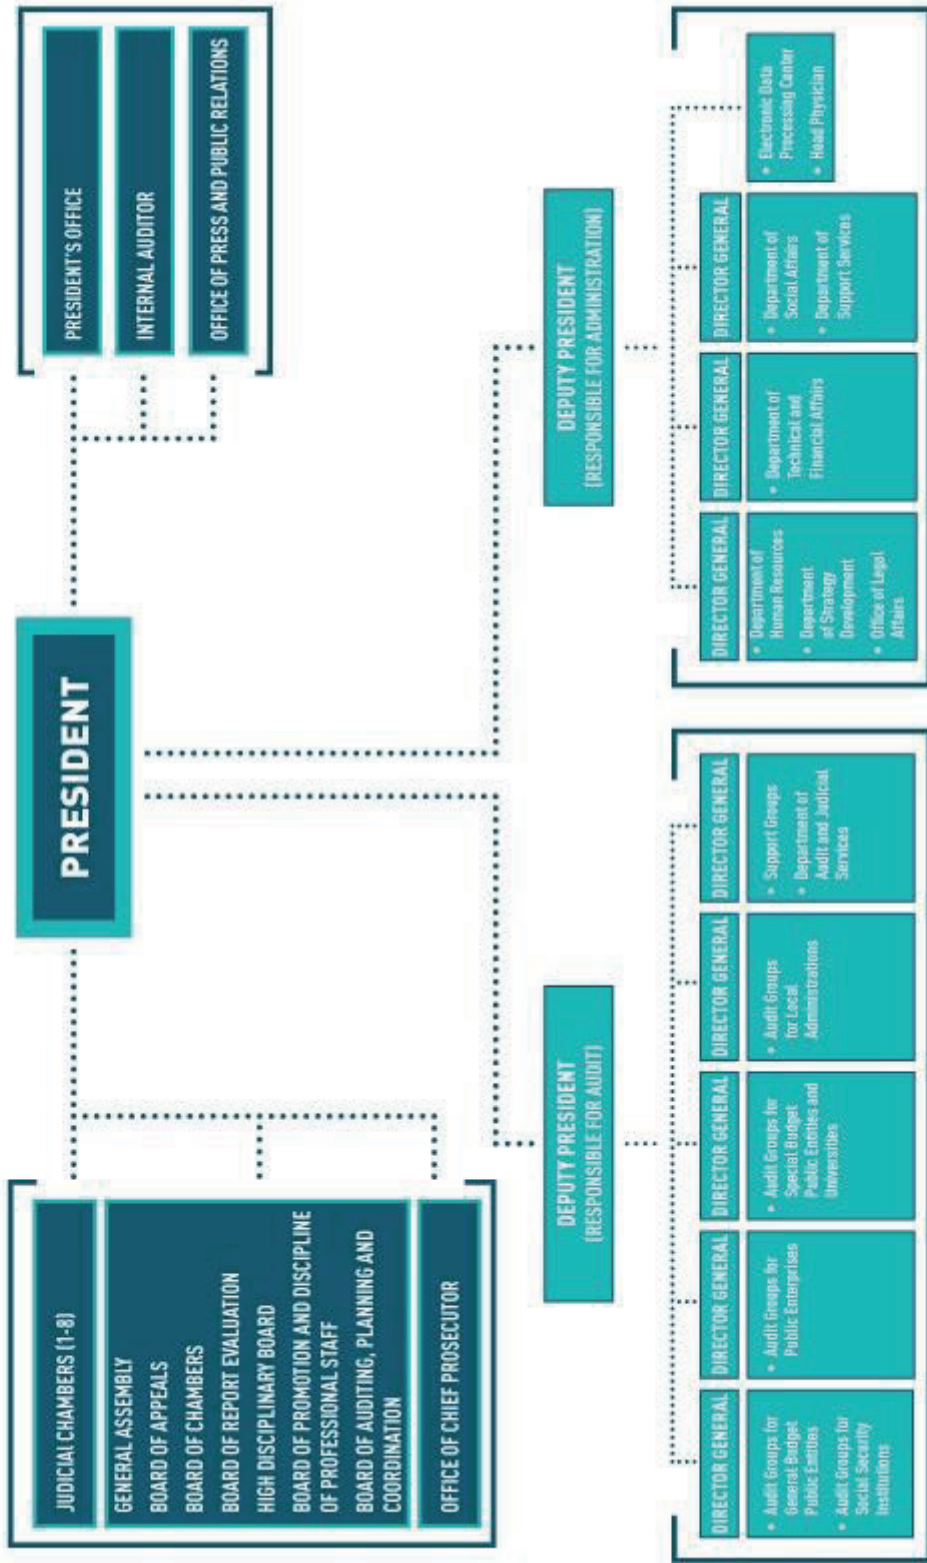 PRESIDENT
JUDICIAL CHAMBERS (1-8)
GENERAL ASSEMBLY
BOARD OF APPEALS
BOARD OF CHAMBERS
BOARD OF REPORT EVALUATION
HIGH DISCIPLINARY BOARD
BOARD OF PROMOTION AND DISCIPLINE
OF PROFESSIONAL STAFF
BOARD OF AUDITING, PLANNING AND
COORDINATION
OFFICE OF CHIEF PROSECUTOR
PRESIDENT'S OFFICE
INTERNAL AUDITOR
OFFICE OF PRESS AND PUBLIC RELATIONS
DEPUTY PRESIDENT
(RESPONSIBLE FOR AUDIT)
DEPUTY PRESIDENT
(RESPONSIBLE FOR ADMINISTRATION)
DIRECTOR GENERAL
• Audit Groups for
General Budget
Public Entities
• Audit Groups for
Social Security
Institutions
DIRECTOR GENERAL
• Audit Groups for
Public Enterprises
DIRECTOR GENERAL
• Audit Groups for
Special Budget
Public Entities and
Universities
DIRECTOR GENERAL
• Audit Groups
for Local
Administrations
DIRECTOR GENERAL
• Support Groups
• Department of
Audit and Judicial
Services
DIRECTOR GENERAL
• Department of
Human Resources
• Department
of Strategy
Development
• Office of Legal
Affairs
DIRECTOR GENERAL
• Department of
Technical and
Financial Affairs
DIRECTOR GENERAL
• Department of
Social Affairs
• Department of
Support Services
• Electronic Data
Processing Center
• Head Physician